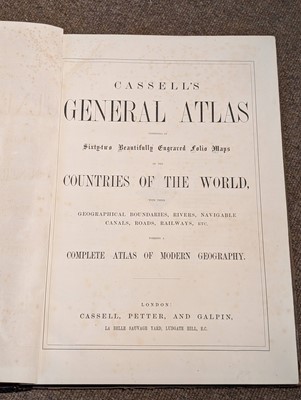 CASSELL'S
GENERAL ATLAS
CONSISTING OF
Sixty-two Beautifully Engraved Folio Maps
OF THE
COUNTRIES OF THE WORLD,
WITH THEIR
GEOGRAPHICAL BOUNDARIES, RIVERS, NAVIGABLE
CANALS, ROADS, RAILWAYS, ETC.
FORMING A
COMPLETE ATLAS OF MODERN GEOGRAPHY.
LONDON:
CASSELL, PETTER, AND GALPIN,
LA BELLE SAUVAGE YARD, LUDGATE HILL, E.C.